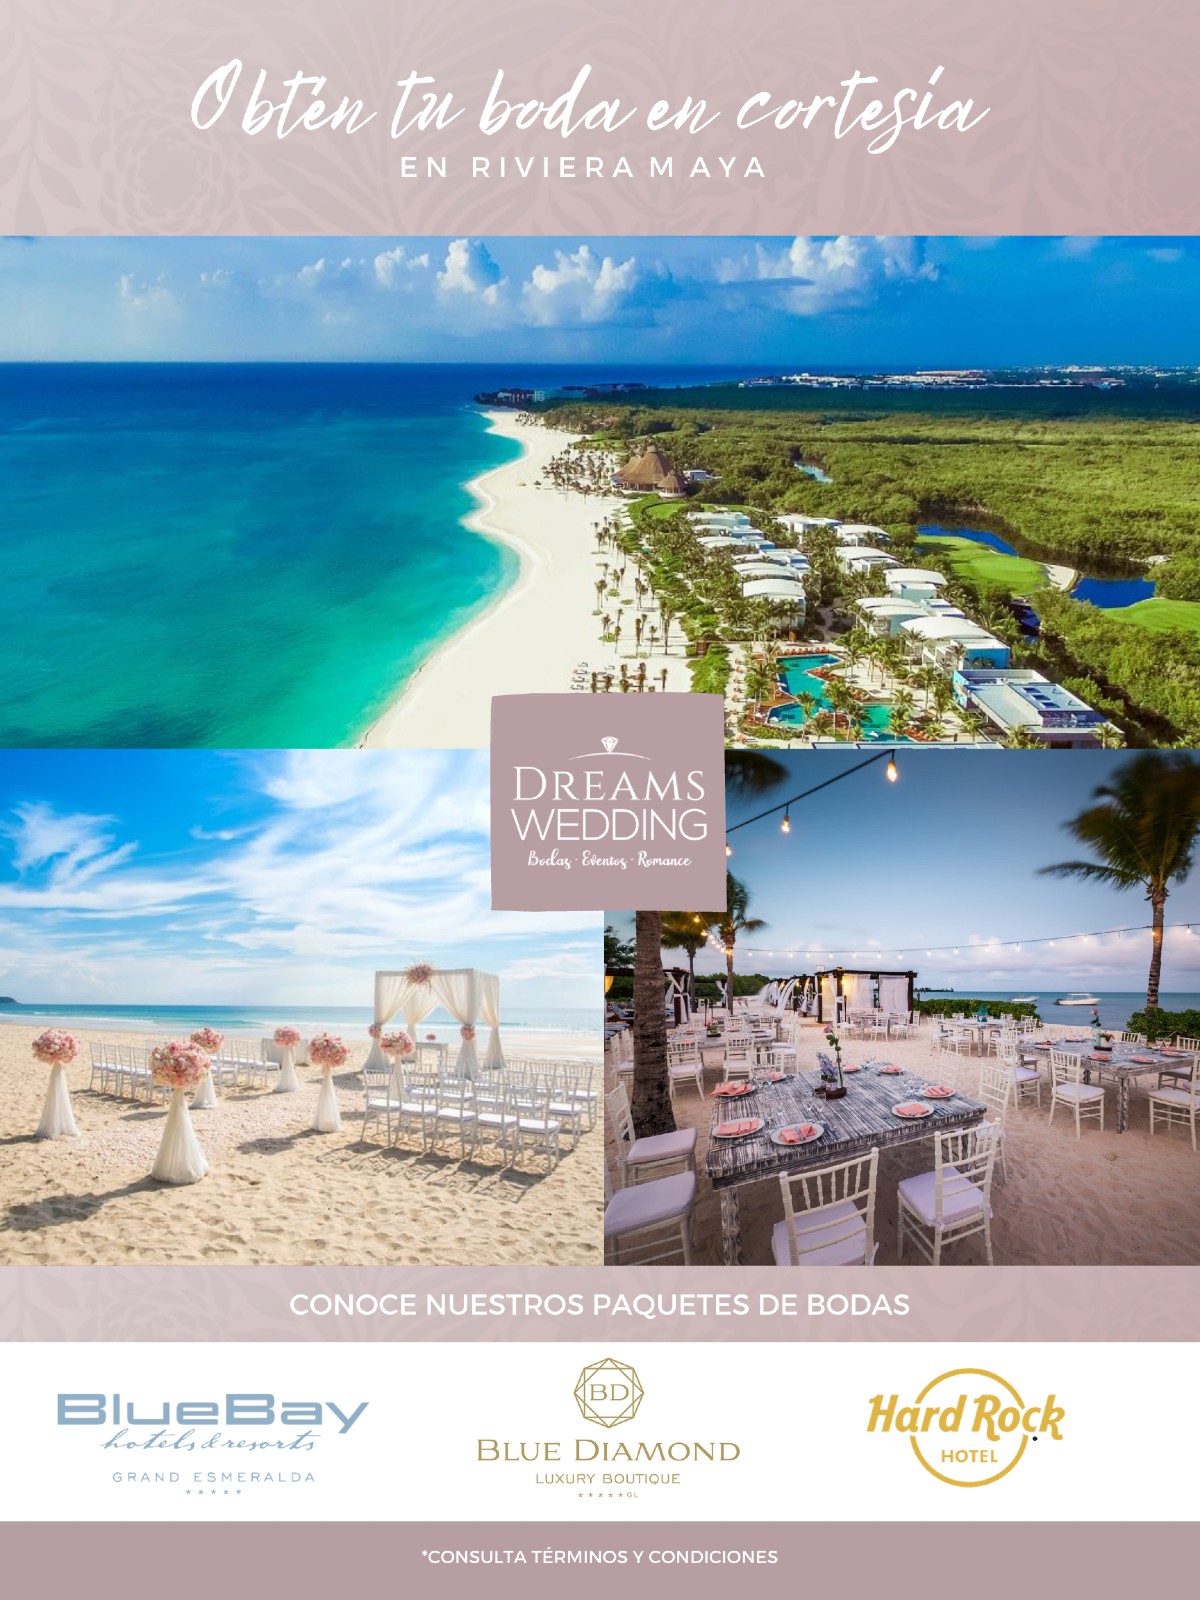 Obtén tu boda en cortesía
EN RIVIERA MAYA
DREAMS
WEDDING
Bodas · Eventos · Romance
CONOCE NUESTROS PAQUETES DE BODAS
BlueBay
hotels & resorts
GRAND ESMERALDA
★★★★★
BD
BLUE DIAMOND
LUXURY BOUTIQUE
★★★★★GL
Hard Rock
HOTEL
*CONSULTA TÉRMINOS Y CONDICIONES